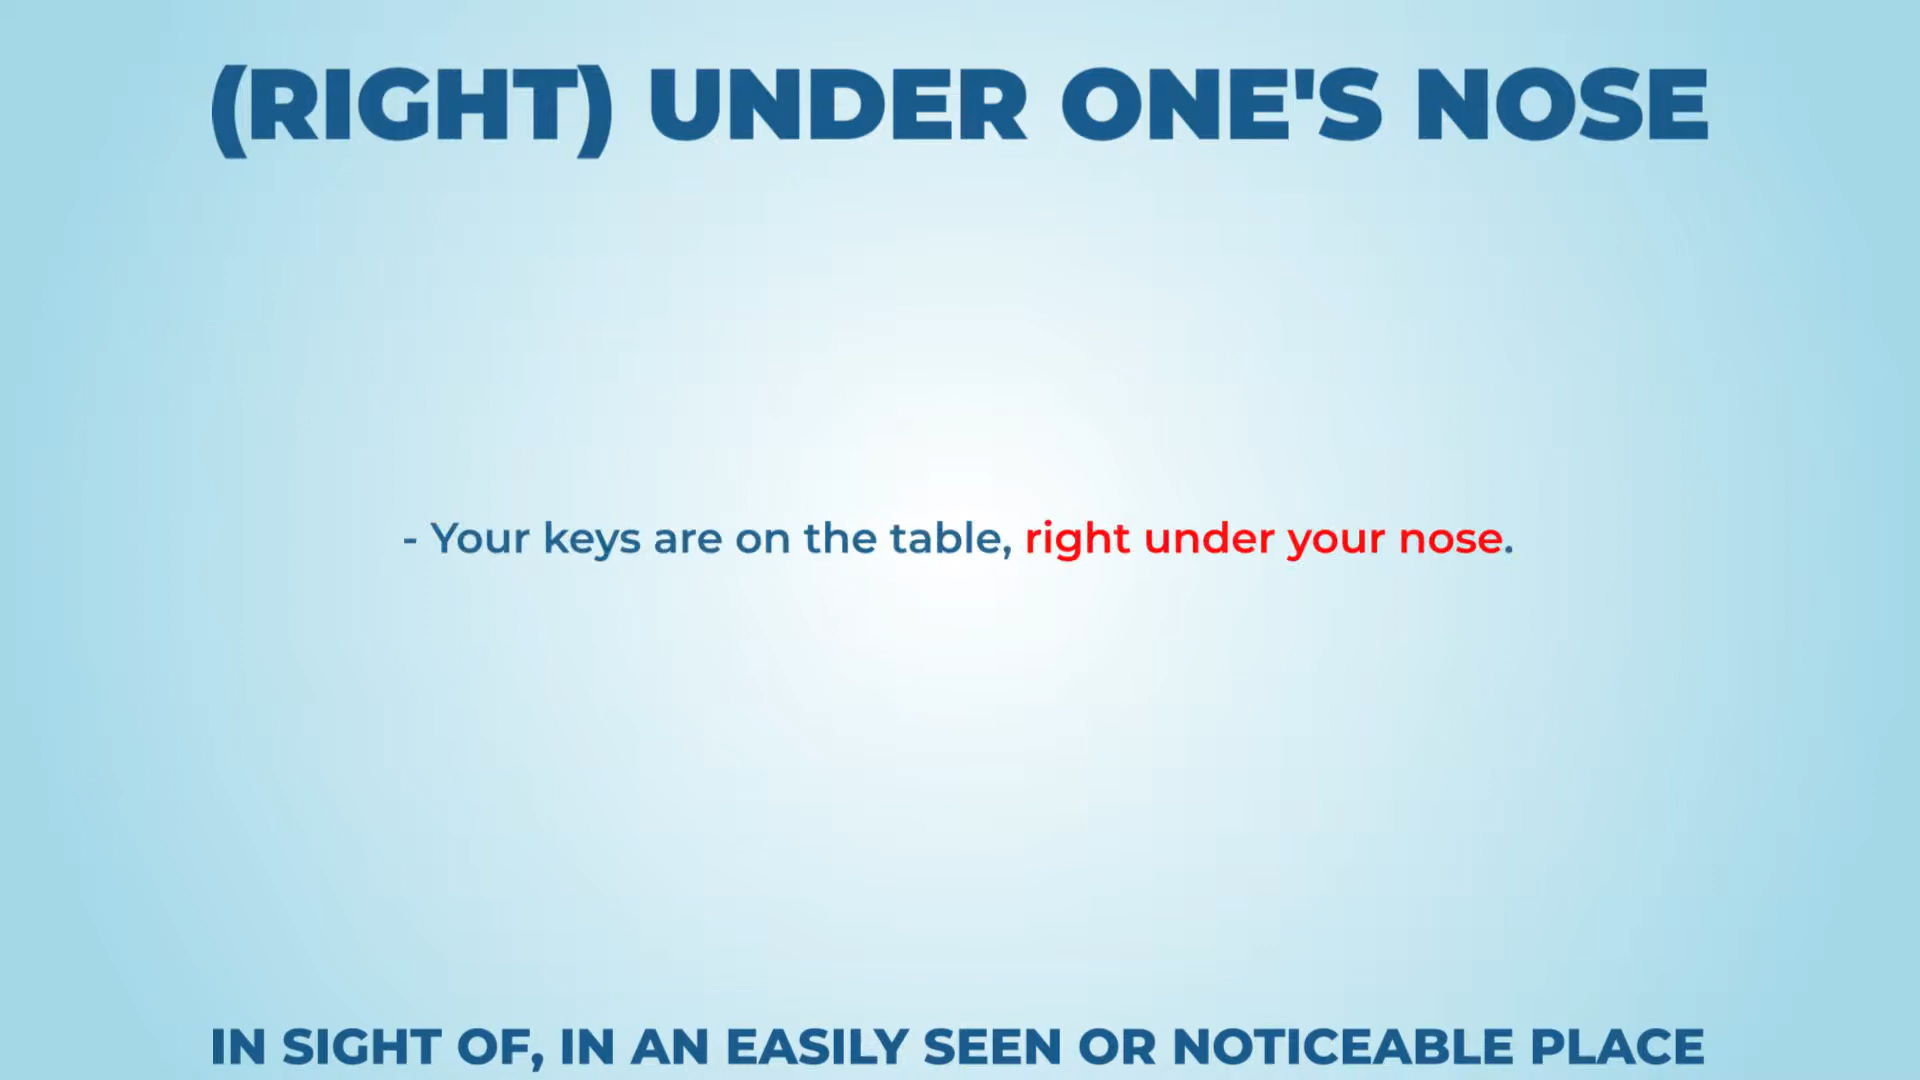 (RIGHT) UNDER ONE'S NOSE
- Your keys are on the table, right under your nose.
IN SIGHT OF, IN AN EASILY SEEN OR NOTICEABLE PLACE